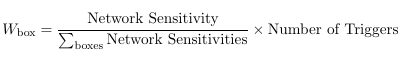 W_box = Network Sensitivity / ∑_boxes Network Sensitivities × Number of Triggers